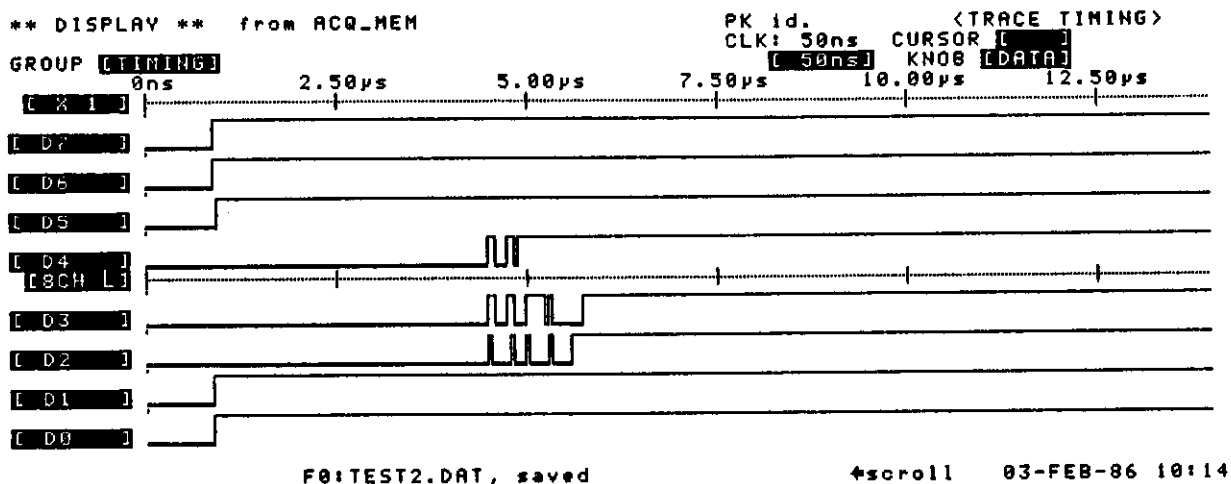 ** DISPLAY ** from ACQ_MEM PK id. <TRACE TIMING>
CLK: 50ns CURSOR [ ]
GROUP [TIMING] [ 50ns] KNOB [DATA]
0ns 2.50µs 5.00µs 7.50µs 10.00µs 12.50µs
[ X 1 ]
[ D7 ]
[ D6 ]
[ D5 ]
[ D4 ]
[8CH L]
[ D3 ]
[ D2 ]
[ D1 ]
[ D0 ]
F0:TEST2.DAT, saved ♦scroll 03-FEB-86 10:14